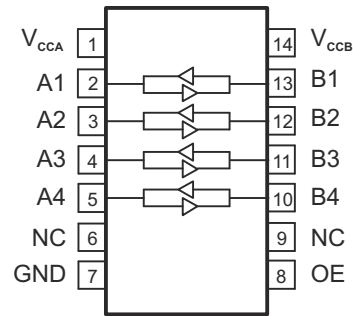 VCCA 1 14 VCCB
A1 2 13 B1
A2 3 12 B2
A3 4 11 B3
A4 5 10 B4
NC 6 9 NC
GND 7 8 OE